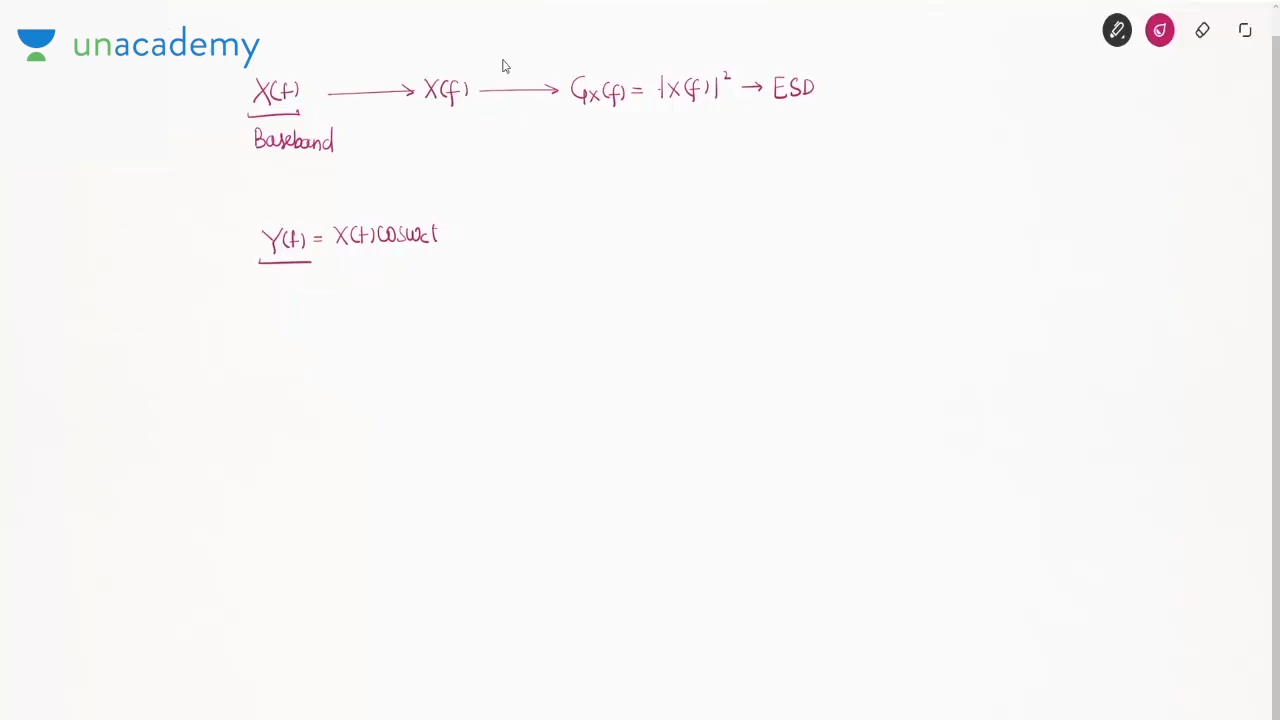 unacademy
X(t) → X(f) → Gx(f) = |X(f)|² → ESD
Baseband
Y(t) = X(t)cosωct